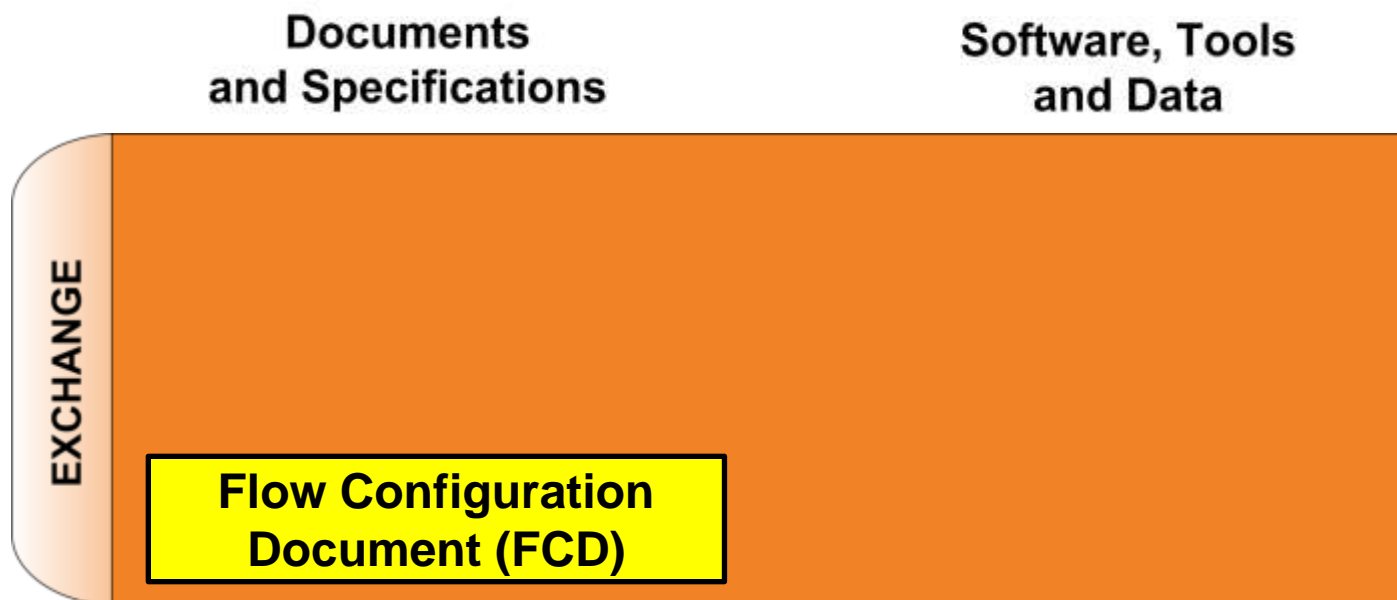 Documents
and Specifications
Software, Tools
and Data
EXCHANGE
Flow Configuration
Document (FCD)